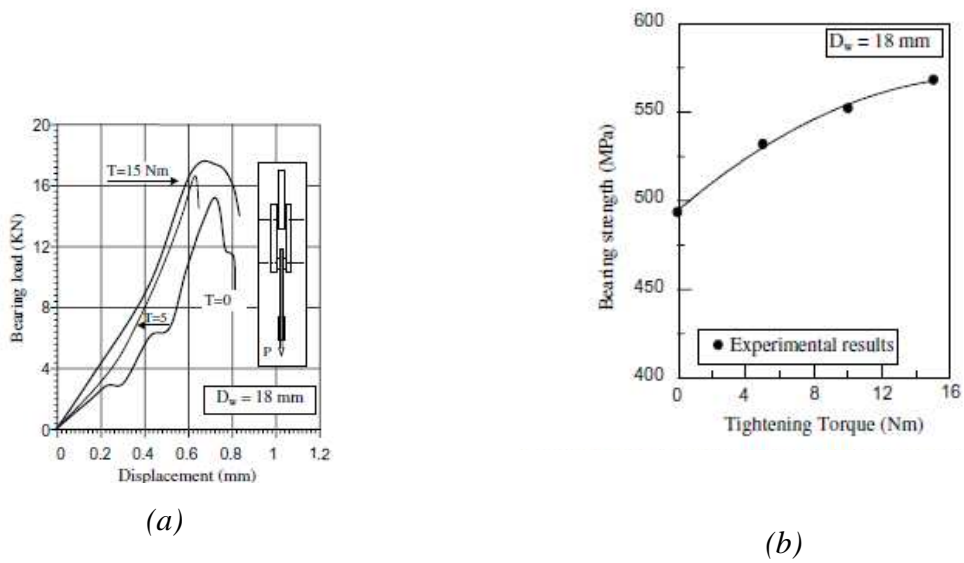 20
16
12
8
4
0
Bearing load (KN)
T=15 Nm
T=5
T=0
P
D_w = 18 mm
0 0.2 0.4 0.6 0.8 1 1.2
Displacement (mm)
(a)
600
550
500
450
400
Bearing strength (MPa)
D_w = 18 mm
● Experimental results
0 4 8 12 16
Tightening Torque (Nm)
(b)